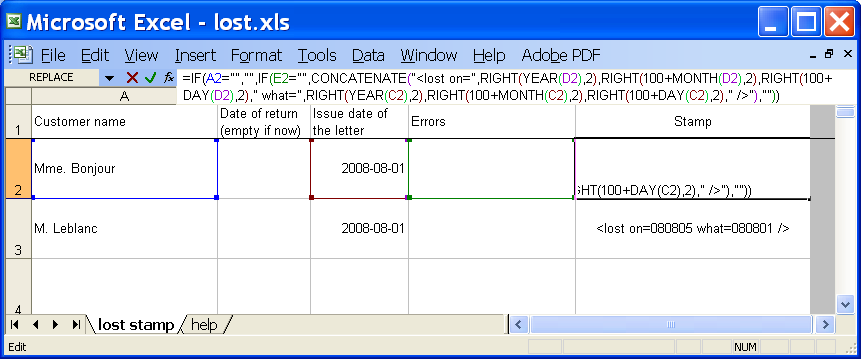 Microsoft Excel - lost.xls
File Edit View Insert Format Tools Data Window Help Adobe PDF
REPLACE fx =IF(A2="","",IF(E2="",CONCATENATE("<lost on=",RIGHT(YEAR(D2),2),RIGHT(100+MONTH(D2),2),RIGHT(100+
DAY(D2),2)," what=",RIGHT(YEAR(C2),2),RIGHT(100+MONTH(C2),2),RIGHT(100+DAY(C2),2)," />"),""))
A
1 Customer name Date of return Issue date of Errors Stamp
(empty if now) the letter
Mme. Bonjour 2008-08-01
2 GHT(100+DAY(C2),2)," />"),""))
M. Leblanc 2008-08-01 <lost on=080805 what=080801 />
3
4
lost stamp help
Edit NUM